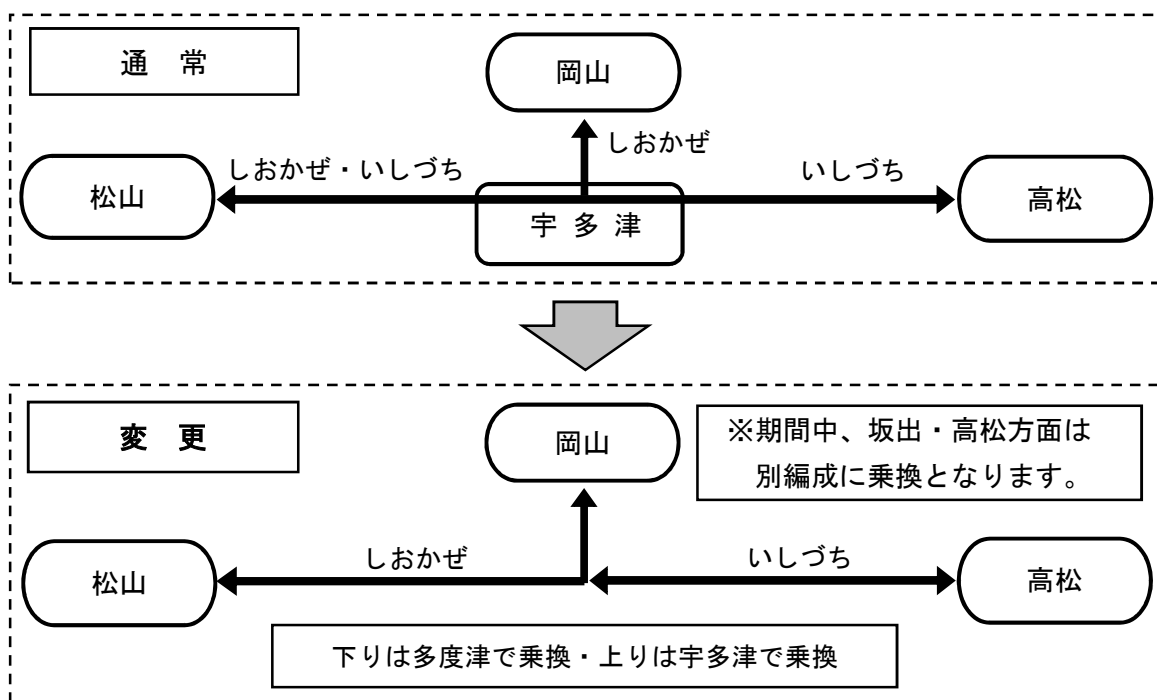 通 常
岡山
しおかぜ
しおかぜ・いしづち
いしづち
松山
宇 多 津
高松
変 更
岡山
※期間中、坂出・高松方面は
別編成に乗換となります。
しおかぜ
いしづち
松山
高松
下りは多度津で乗換・上りは宇多津で乗換